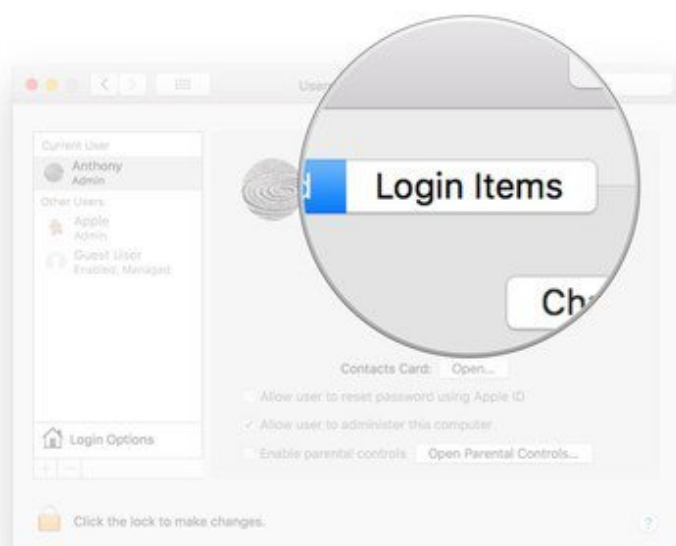 User
Current User
Anthony
Admin
Login Items
Other Users
Apple
Admin
Guest User
Enabled, Managed
Contacts Card: Open...
Allow user to reset password using Apple ID
Allow user to administer this computer
Login Options
Enable parental controls Open Parental Controls...
+ −
Click the lock to make changes.
?